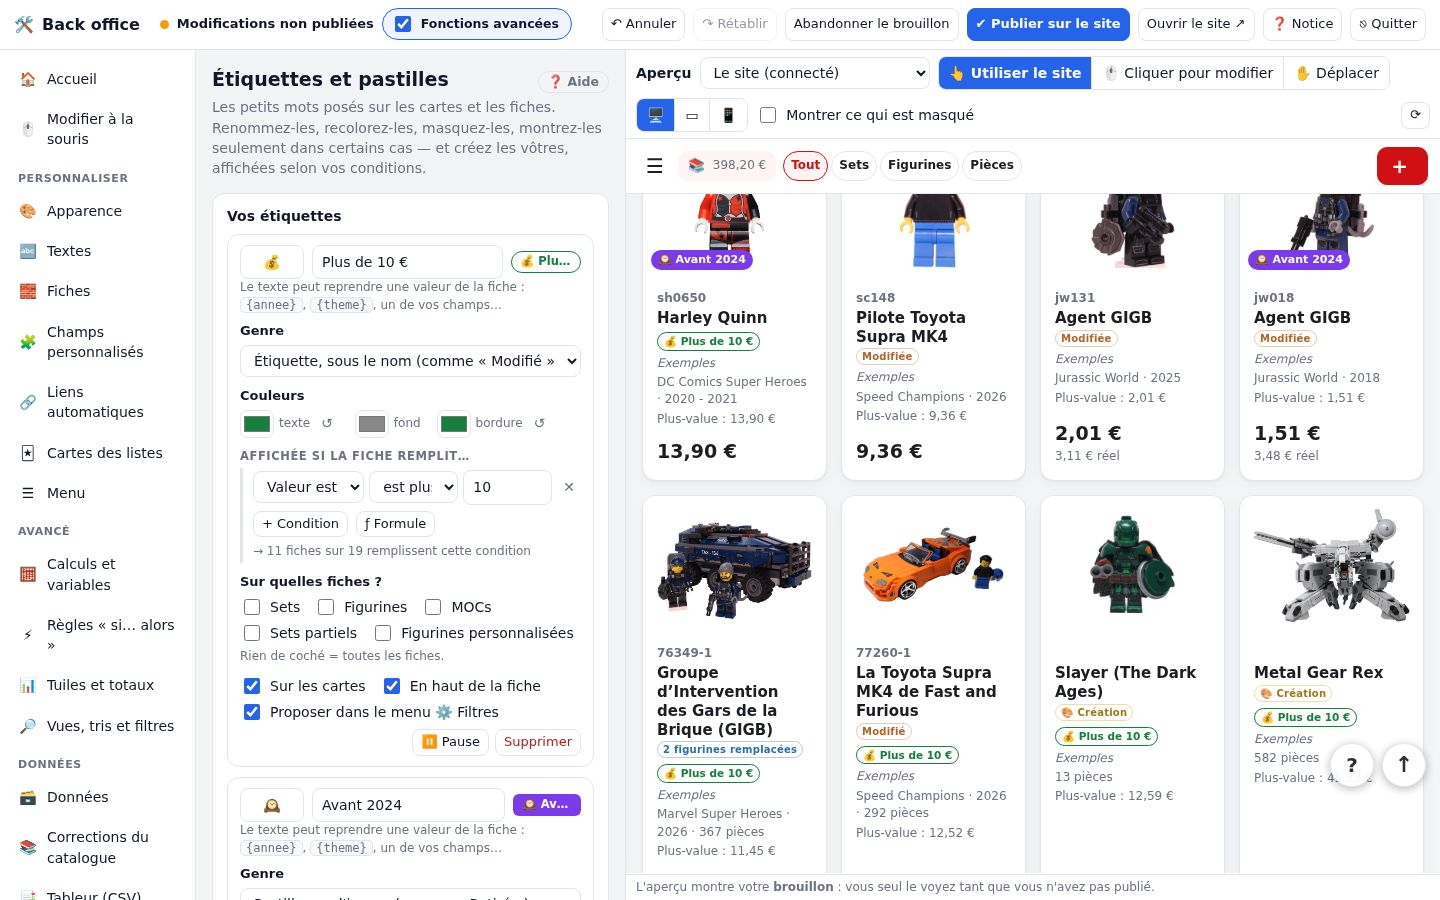 🛠️ Back office
Modifications non publiées
Fonctions avancées
↶ Annuler
↷ Rétablir
Abandonner le brouillon
✔ Publier sur le site
Ouvrir le site ↗
❓ Notice
⎋ Quitter
Accueil
Modifier à la
souris
PERSONNALISER
Apparence
Textes
Fiches
Champs
personnalisés
Liens
automatiques
Cartes des listes
Menu
AVANCÉ
Calculs et
variables
Règles « si… alors
»
Tuiles et totaux
Vues, tris et filtres
DONNÉES
Données
Corrections du
catalogue
Tableur (CSV)
Étiquettes et pastilles
❓ Aide
Les petits mots posés sur les cartes et les fiches.
Renommez-les, recolorez-les, masquez-les, montrez-les
seulement dans certains cas — et créez les vôtres,
affichées selon vos conditions.
Vos étiquettes
Plus de 10 €
Plu…
Le texte peut reprendre une valeur de la fiche :
{annee}, {theme}, un de vos champs…
Genre
Étiquette, sous le nom (comme « Modifié »
Couleurs
texte ↺ fond bordure ↺
AFFICHÉE SI LA FICHE REMPLIT…
Valeur est
est plu
10
✕
+ Condition
ƒ Formule
→ 11 fiches sur 19 remplissent cette condition
Sur quelles fiches ?
Sets Figurines MOCs
Sets partiels Figurines personnalisées
Rien de coché = toutes les fiches.
Sur les cartes En haut de la fiche
Proposer dans le menu ⚙️ Filtres
⏸️ Pause
Supprimer
Avant 2024
Av…
Le texte peut reprendre une valeur de la fiche :
{annee}, {theme}, un de vos champs…
Genre
Aperçu
Le site (connecté)
👆 Utiliser le site
🖱️ Cliquer pour modifier
✋ Déplacer
Montrer ce qui est masqué
⟳
☰
📚 398,20 €
Tout
Sets
Figurines
Pièces
+
Avant 2024
sh0650
Harley Quinn
💰 Plus de 10 €
Exemples
DC Comics Super Heroes
· 2020 - 2021
Plus-value : 13,90 €
13,90 €
sc148
Pilote Toyota
Supra MK4
Modifiée
Exemples
Speed Champions · 2026
Plus-value : 9,36 €
9,36 €
jw131
Agent GIGB
Modifiée
Exemples
Jurassic World · 2025
Plus-value : 2,01 €
2,01 €
3,11 € réel
Avant 2024
jw018
Agent GIGB
Modifiée
Exemples
Jurassic World · 2018
Plus-value : 1,51 €
1,51 €
3,48 € réel
76349-1
Groupe
d’Intervention
des Gars de la
Brique (GIGB)
2 figurines remplacées
💰 Plus de 10 €
Exemples
Marvel Super Heroes ·
2026 · 367 pièces
Plus-value : 11,45 €
77260-1
La Toyota Supra
MK4 de Fast and
Furious
Modifié
💰 Plus de 10 €
Exemples
Speed Champions · 2026
· 292 pièces
Plus-value : 12,52 €
Slayer (The Dark
Ages)
🎨 Création
💰 Plus de 10 €
Exemples
13 pièces
Plus-value : 12,59 €
Metal Gear Rex
🎨 Création
💰 Plus de 10 €
Exemples
582 pièces
Plus-value :
?
↑
L'aperçu montre votre brouillon : vous seul le voyez tant que vous n'avez pas publié.